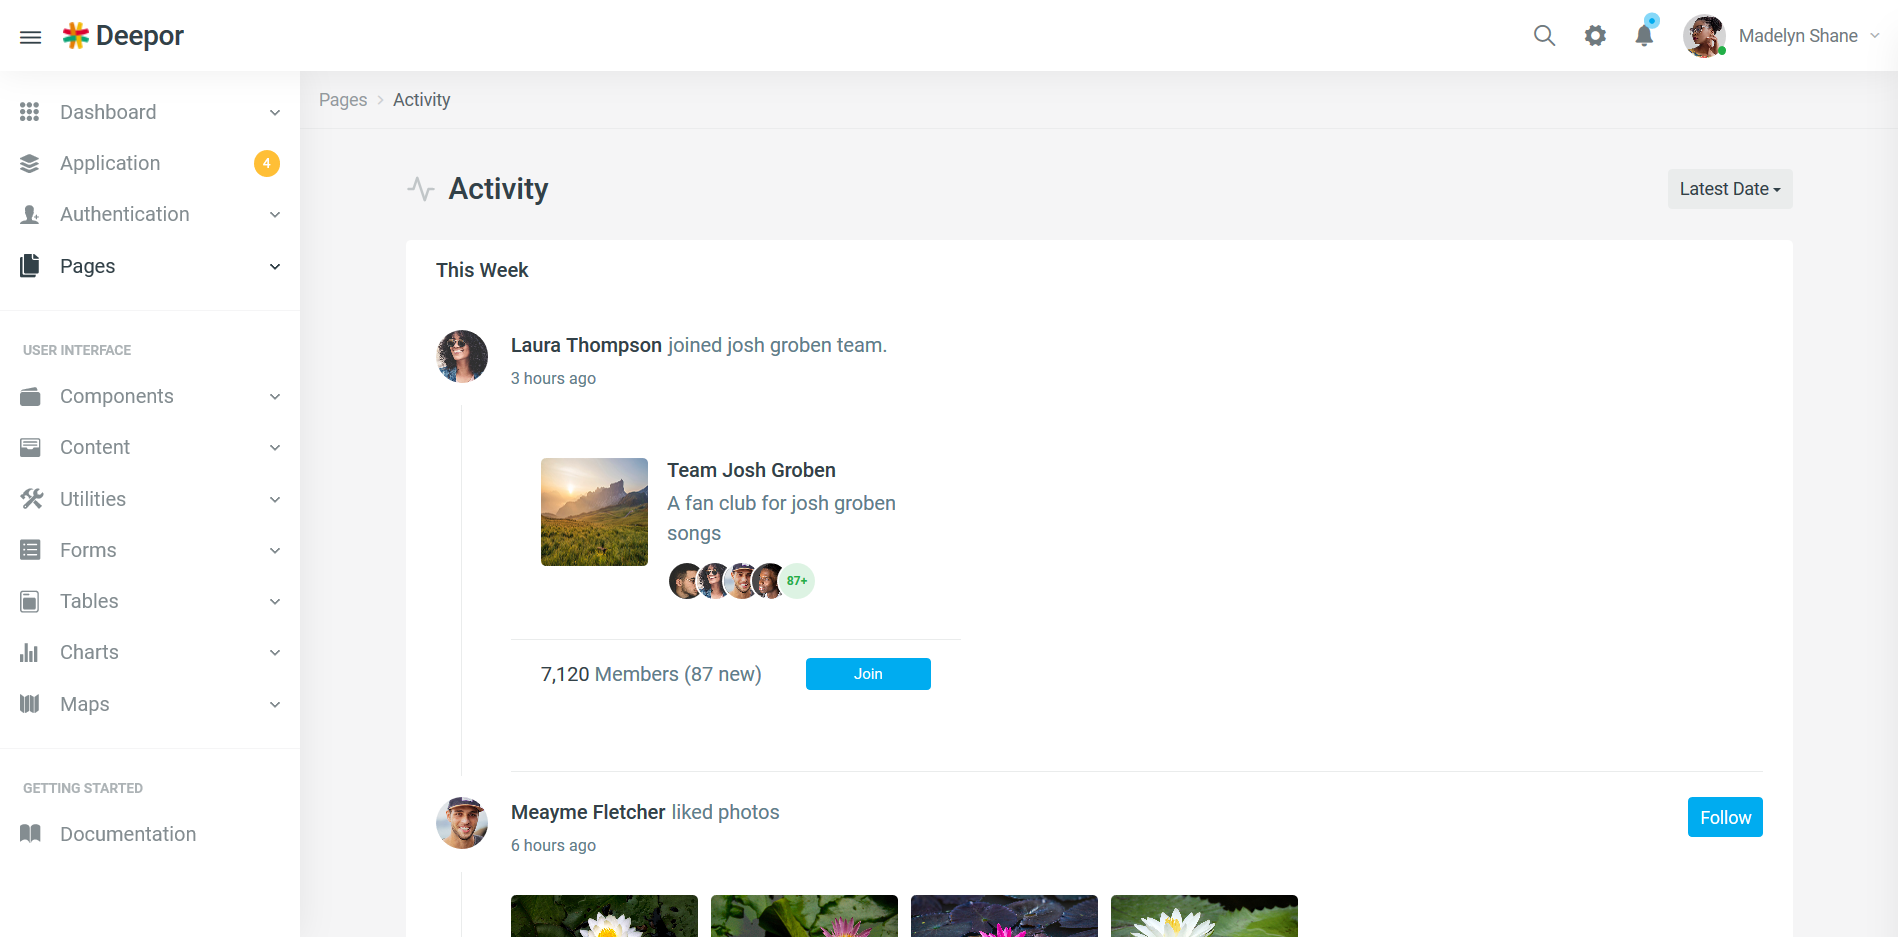 Deepor
Madelyn Shane
Dashboard
Application
4
Authentication
Pages
USER INTERFACE
Components
Content
Utilities
Forms
Tables
Charts
Maps
GETTING STARTED
Documentation
Pages
Activity
Activity
Latest Date
This Week
Laura Thompson joined josh groben team.
3 hours ago
Team Josh Groben
A fan club for josh groben
songs
87+
7,120 Members (87 new)
Join
Meayme Fletcher liked photos
6 hours ago
Follow